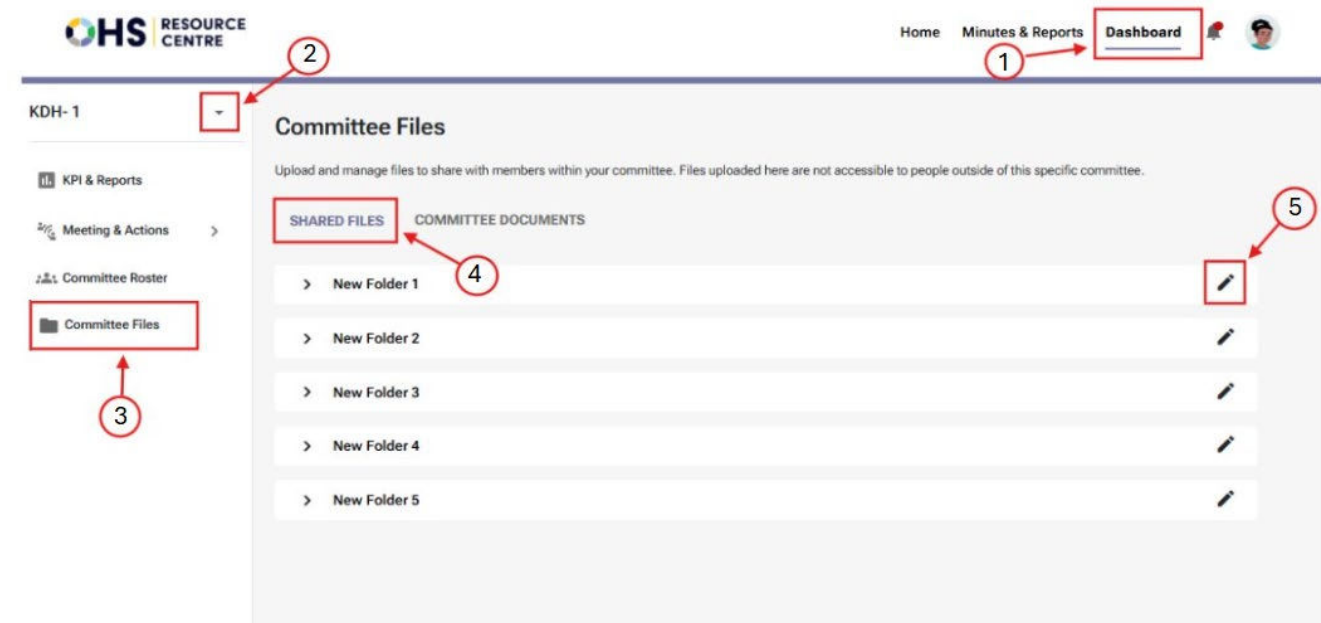 OHS RESOURCE
CENTRE
Home Minutes & Reports Dashboard
1
2
KDH- 1
KPI & Reports
Meeting & Actions
Committee Roster
Committee Files
3
Committee Files
Upload and manage files to share with members within your committee. Files uploaded here are not accessible to people outside of this specific committee.
SHARED FILES COMMITTEE DOCUMENTS
4
5
New Folder 1
New Folder 2
New Folder 3
New Folder 4
New Folder 5